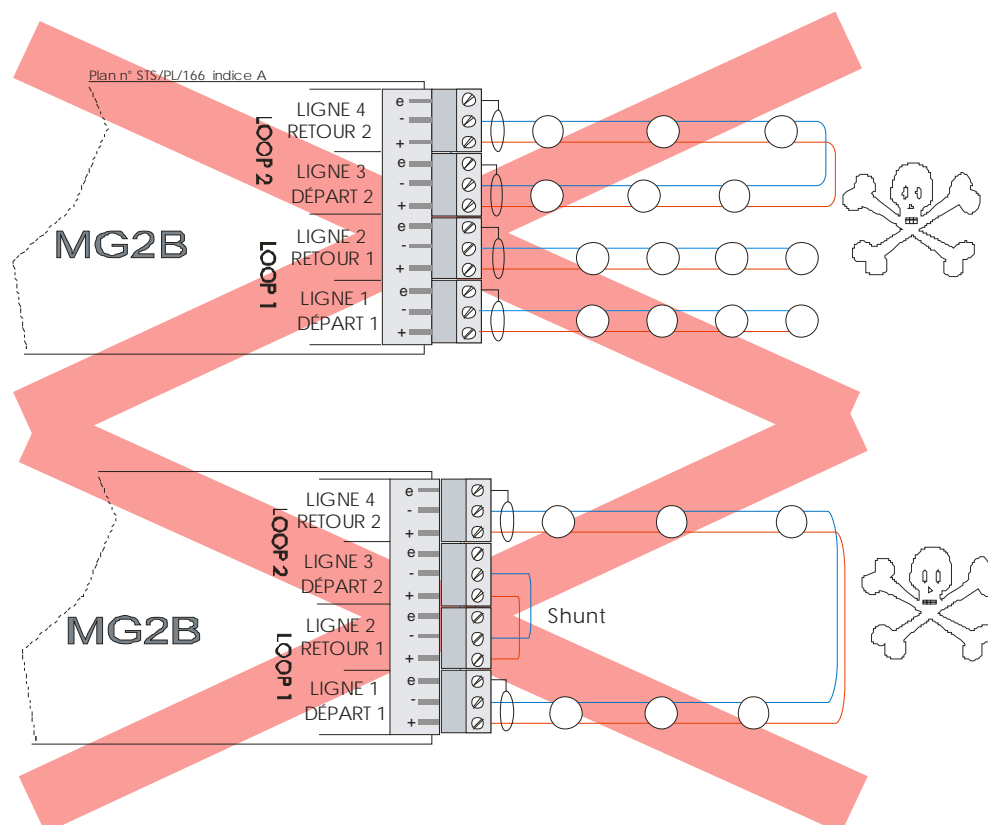 Plan n° STS/PL/166 indice A
MG2B
LOOP 2
LOOP 1
LIGNE 4
RETOUR 2
LIGNE 3
DÉPART 2
LIGNE 2
RETOUR 1
LIGNE 1
DÉPART 1
e
-
+
e
-
+
e
-
+
e
-
+
MG2B
LOOP 2
LOOP 1
LIGNE 4
RETOUR 2
LIGNE 3
DÉPART 2
LIGNE 2
RETOUR 1
LIGNE 1
DÉPART 1
e
-
+
e
-
+
e
-
+
e
-
+
Shunt